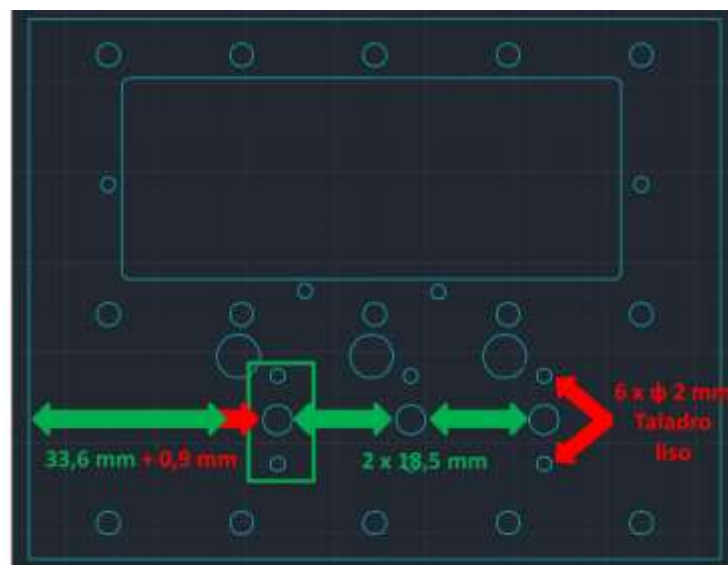 6 x ф 2 mm
Taladro
liso
33,6 mm + 0,9 mm
2 x 18,5 mm